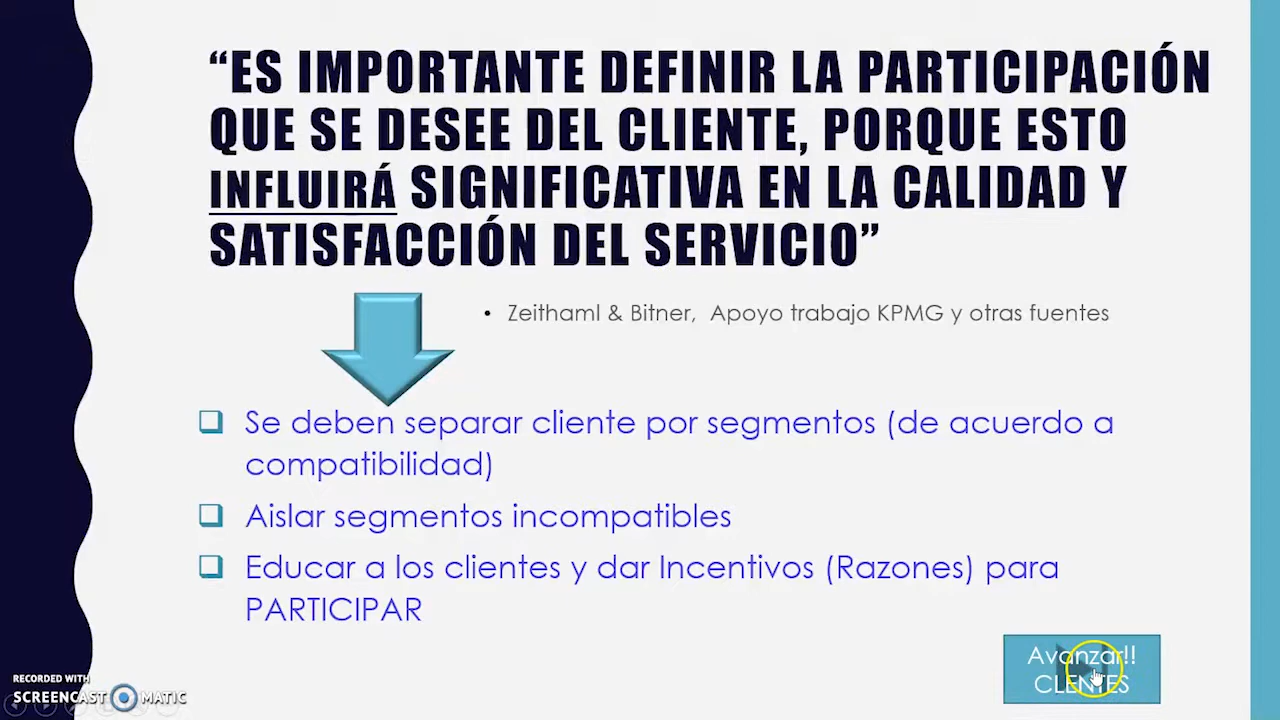 “ES IMPORTANTE DEFINIR LA PARTICIPACIÓN
QUE SE DESEE DEL CLIENTE, PORQUE ESTO
INFLUIRÁ SIGNIFICATIVA EN LA CALIDAD Y
SATISFACCIÓN DEL SERVICIO”
• Zeithaml & Bitner, Apoyo trabajo KPMG y otras fuentes
❑ Se deben separar cliente por segmentos (de acuerdo a
compatibilidad)
❑ Aislar segmentos incompatibles
❑ Educar a los clientes y dar Incentivos (Razones) para
PARTICIPAR
Avanzar!!
CLENTES
RECORDED WITH
SCREENCAST MATIC